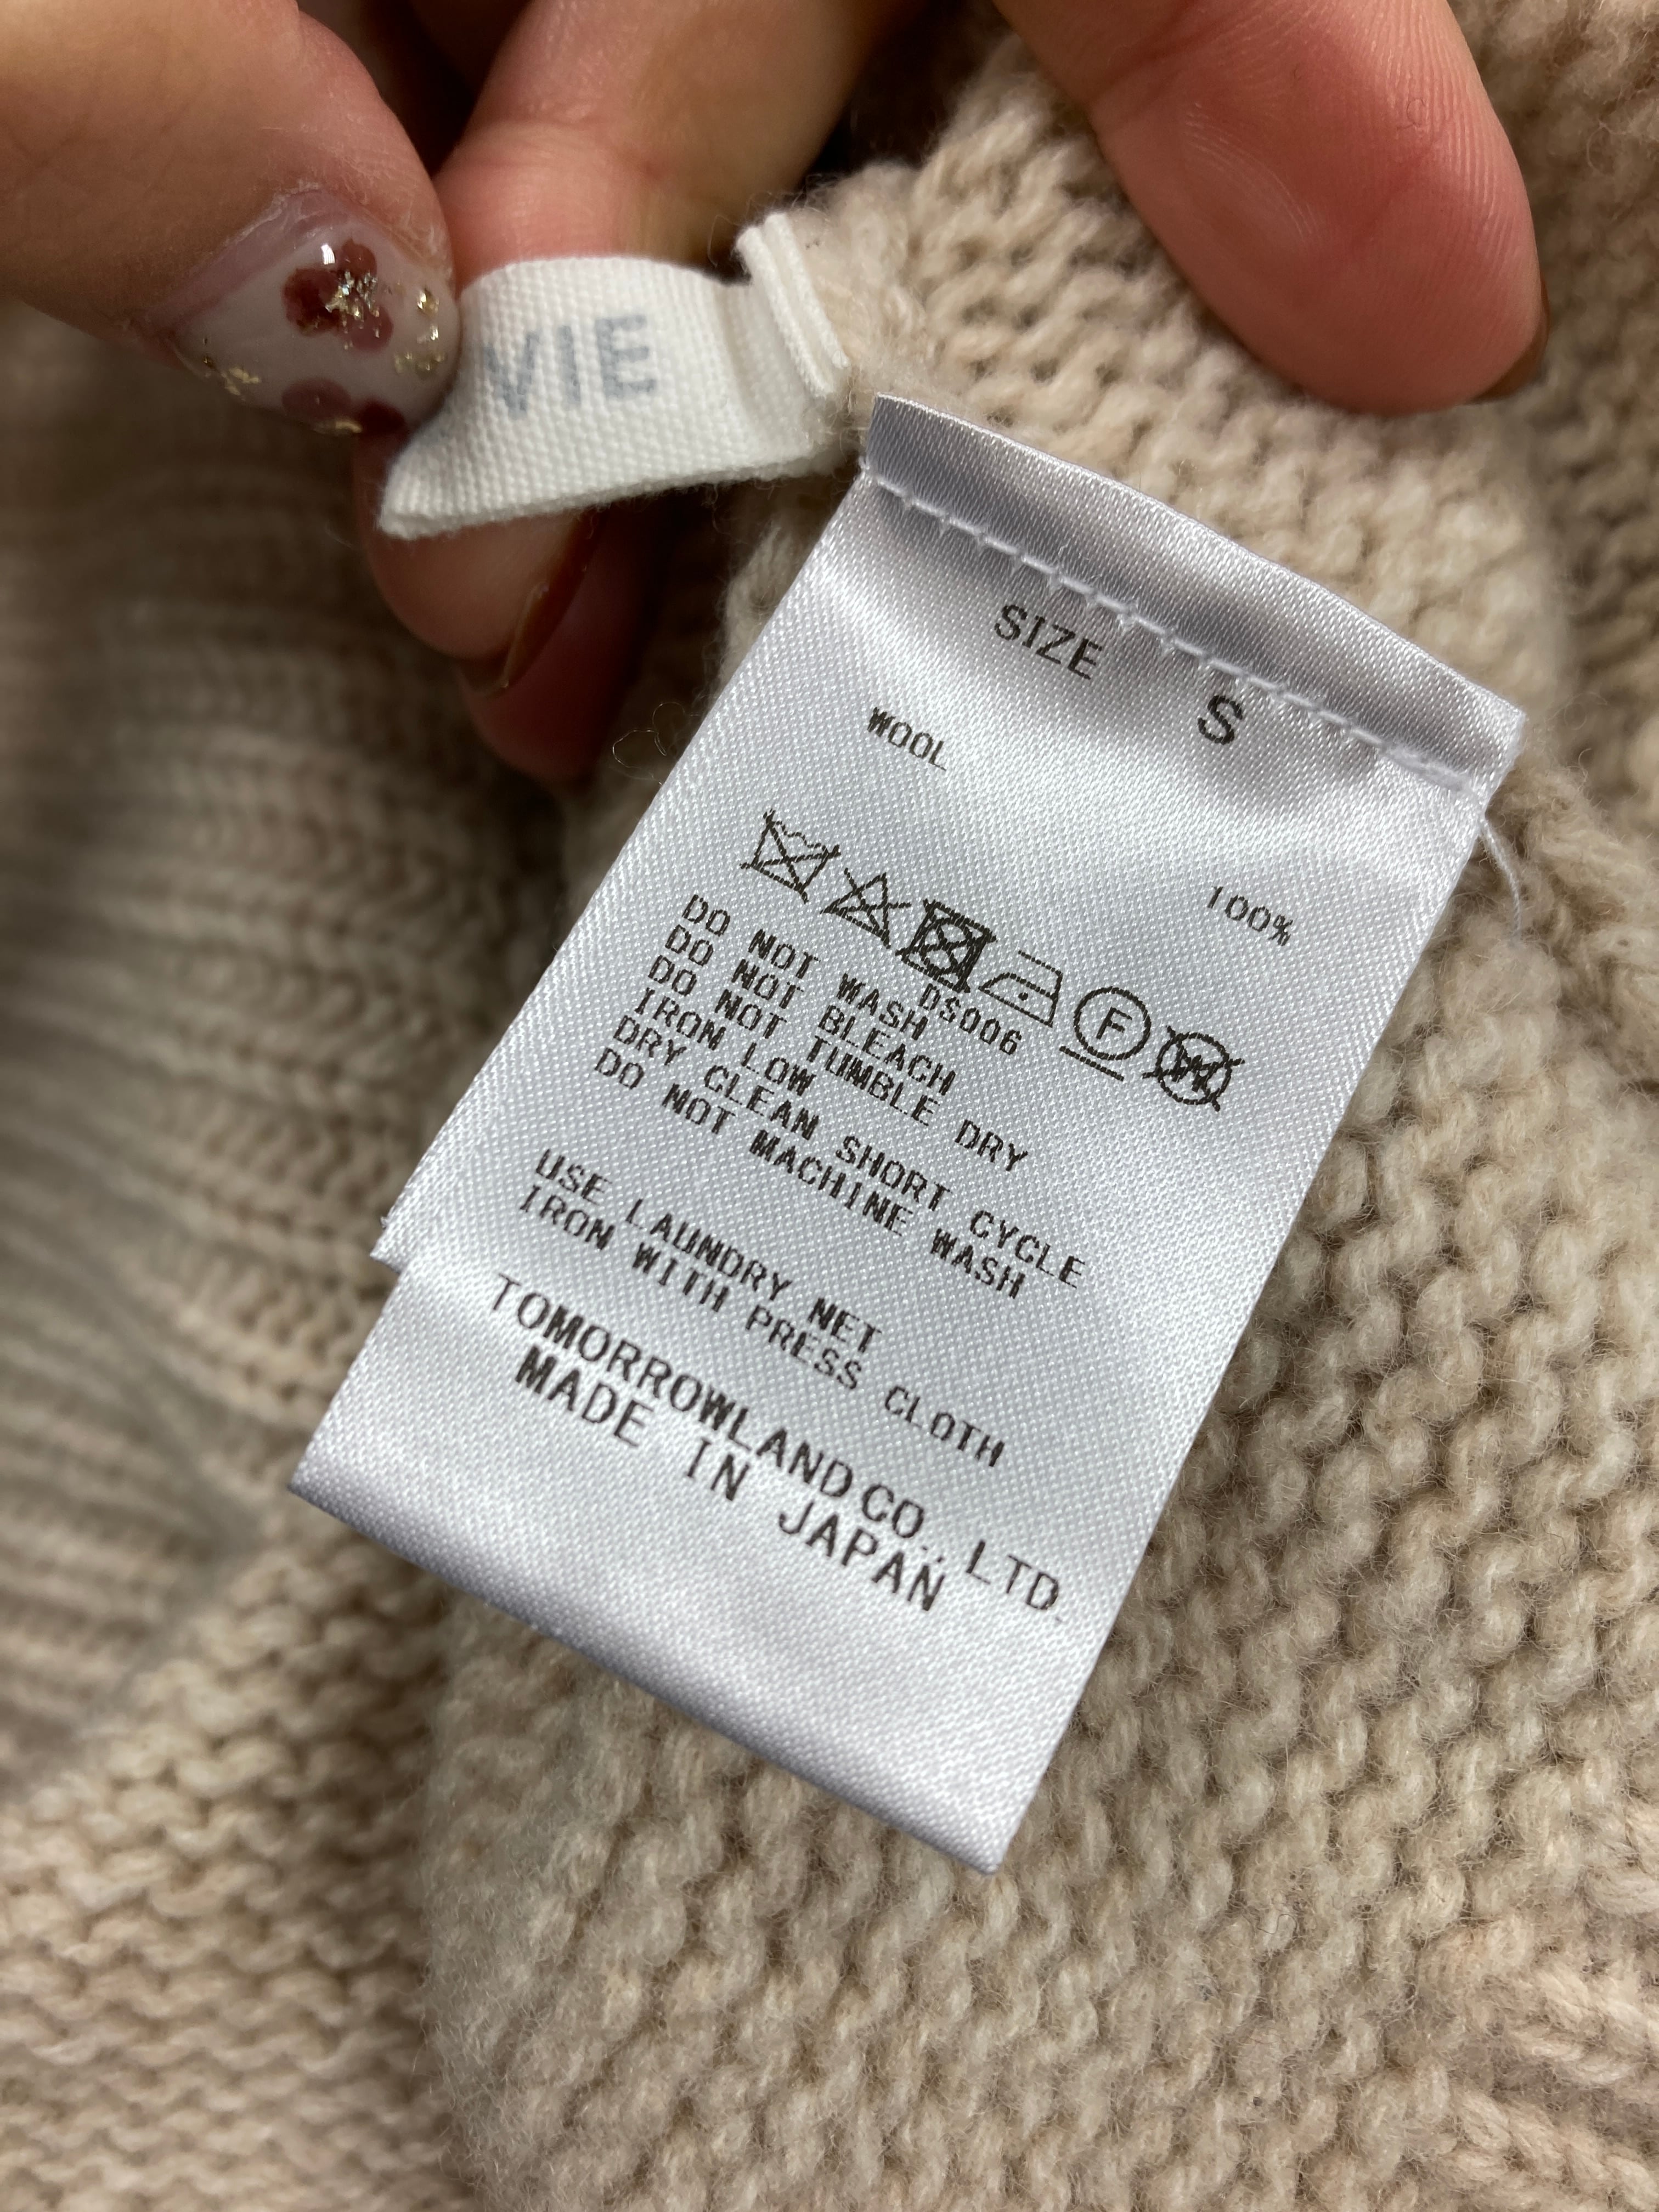 VIE
SIZE S
WOOL
100%
F
W
DS006
DO NOT WASH
DO NOT BLEACH
DO NOT TUMBLE DRY
IRON LOW
DRY CLEAN SHORT CYCLE
DO NOT MACHINE WASH
USE LAUNDRY NET
IRON WITH PRESS CLOTH
TOMORROWLAND CO., LTD.
MADE IN JAPAN